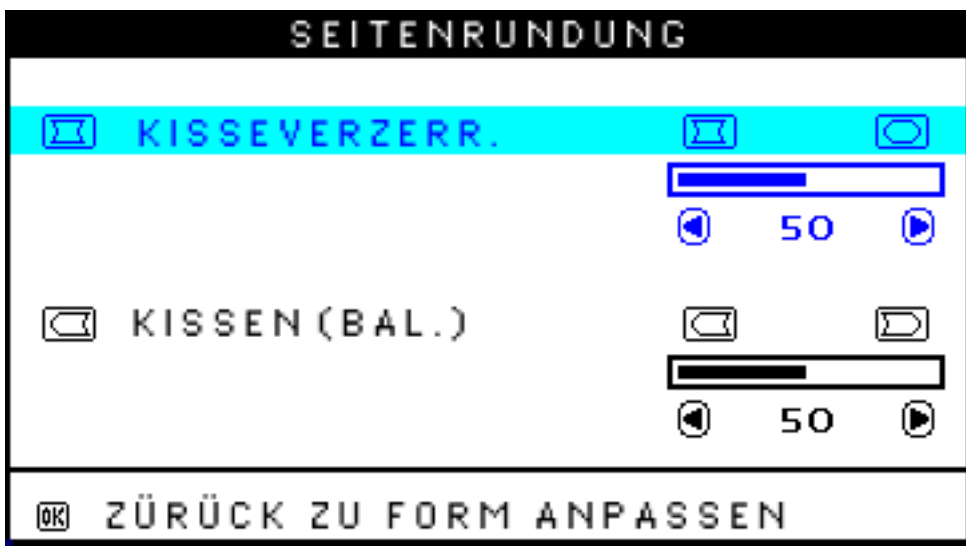 SEITENRUNDUNG
KISSEVERZERR.
50
KISSEN(BAL.)
50
OK ZÜRÜCK ZU FORM ANPASSEN